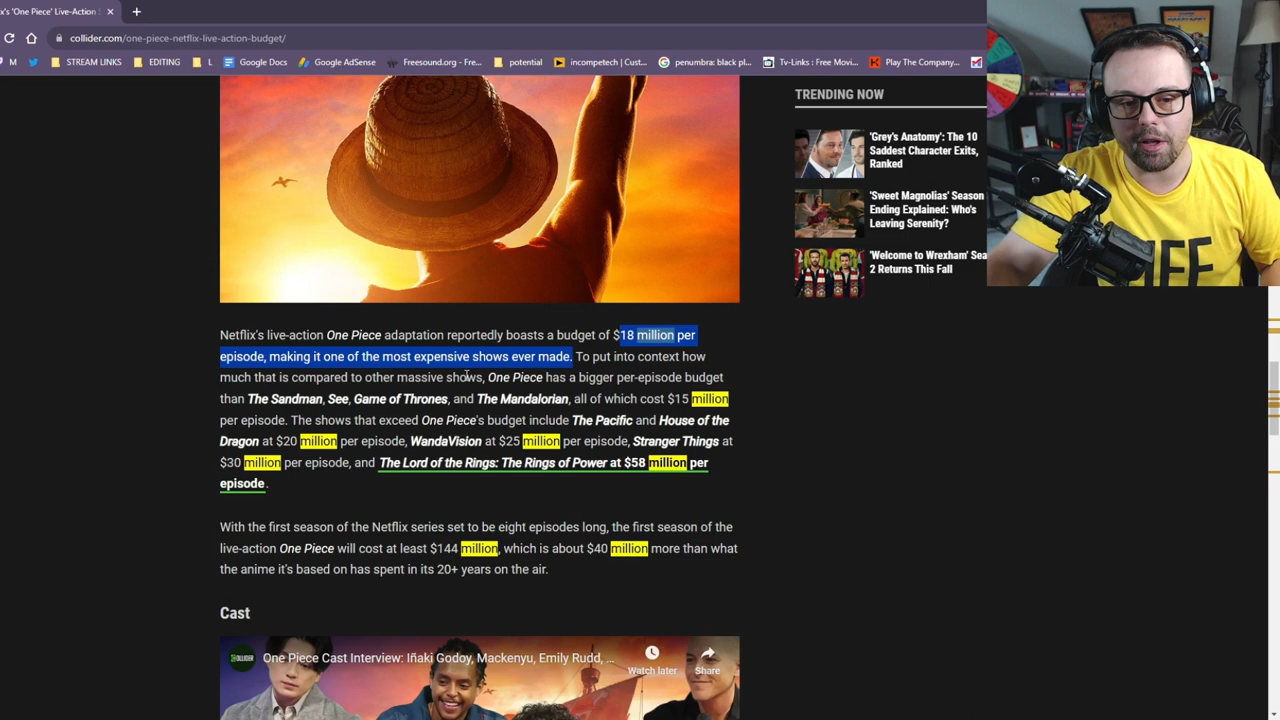 x's 'One Piece' Live-Action
collider.com/one-piece-netflix-live-action-budget/
M STREAM LINKS EDITING L Google Docs Google AdSense Freesound.org - Fre... potential incompetech | Cust... penumbra: black pl... Tv-Links : Free Movi... Play The Company...
TRENDING NOW
'Grey's Anatomy': The 10
Saddest Character Exits,
Ranked
'Sweet Magnolias' Season
Ending Explained: Who's
Leaving Serenity?
'Welcome to Wrexham' Sea
2 Returns This Fall
Netflix's live-action One Piece adaptation reportedly boasts a budget of $18 million per
episode, making it one of the most expensive shows ever made. To put into context how
much that is compared to other massive shows, One Piece has a bigger per-episode budget
than The Sandman, See, Game of Thrones, and The Mandalorian, all of which cost $15 million
per episode. The shows that exceed One Piece's budget include The Pacific and House of the
Dragon at $20 million per episode, WandaVision at $25 million per episode, Stranger Things at
$30 million per episode, and The Lord of the Rings: The Rings of Power at $58 million per
episode.
With the first season of the Netflix series set to be eight episodes long, the first season of the
live-action One Piece will cost at least $144 million, which is about $40 million more than what
the anime it's based on has spent in its 20+ years on the air.
Cast
One Piece Cast Interview: Iñaki Godoy, Mackenyu, Emily Rudd, ...
Watch later
Share